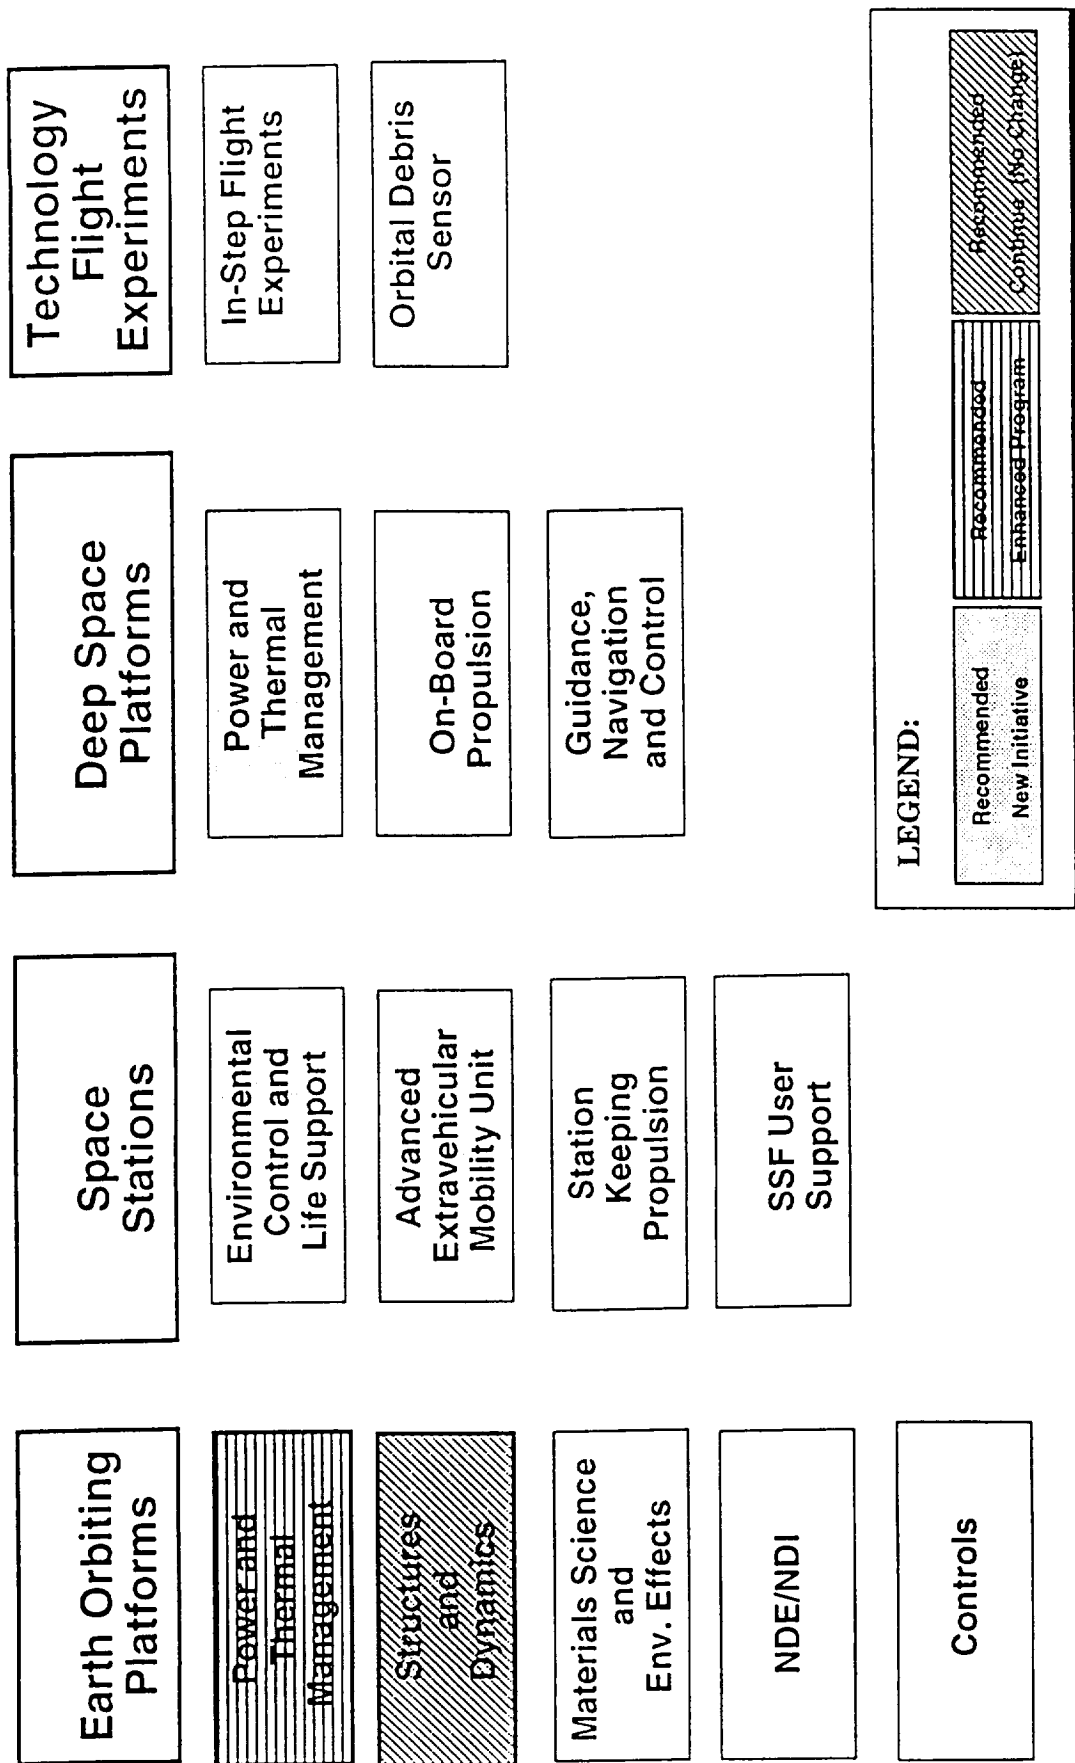 Earth Orbiting
Platforms
Power and
Thermal
Management
Structures
and
Dynamics
Materials Science
and
Env. Effects
NDE/NDI
Controls
Space
Stations
Environmental
Control and
Life Support
Advanced
Extravehicular
Mobility Unit
Station
Keeping
Propulsion
SSF User
Support
Deep Space
Platforms
Power and
Thermal
Management
On-Board
Propulsion
Guidance,
Navigation
and Control
Technology
Flight
Experiments
In-Step Flight
Experiments
Orbital Debris
Sensor
LEGEND:
Recommended
New Initiative
Recommended
Enhanced Program
Recommended
Continue (No Change)